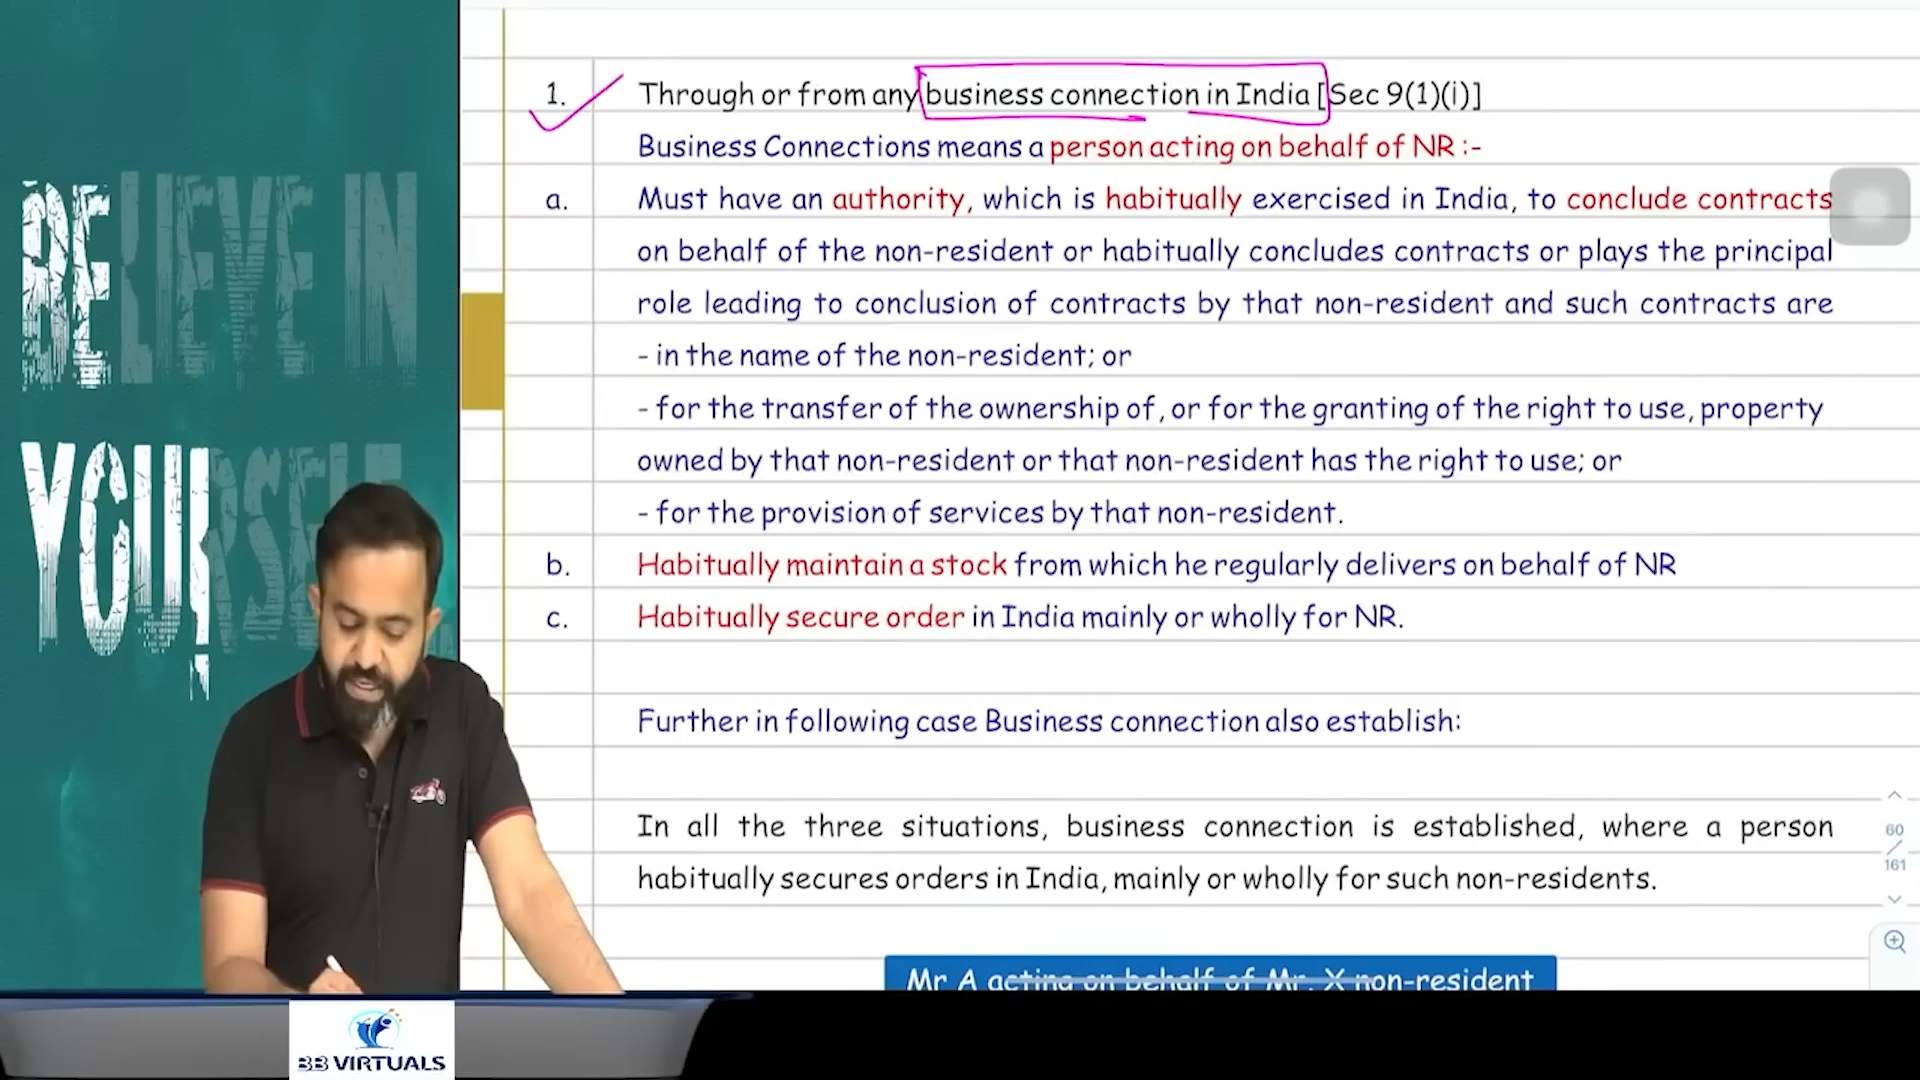 BELIEVE IN
YOURSELF
1. Through or from any business connection in India [Sec 9(1)(i)]
Business Connections means a person acting on behalf of NR :-
a. Must have an authority, which is habitually exercised in India, to conclude contracts
on behalf of the non-resident or habitually concludes contracts or plays the principal
role leading to conclusion of contracts by that non-resident and such contracts are
- in the name of the non-resident; or
- for the transfer of the ownership of, or for the granting of the right to use, property
owned by that non-resident or that non-resident has the right to use; or
- for the provision of services by that non-resident.
b. Habitually maintain a stock from which he regularly delivers on behalf of NR
c. Habitually secure order in India mainly or wholly for NR.
Further in following case Business connection also establish:
In all the three situations, business connection is established, where a person
habitually secures orders in India, mainly or wholly for such non-residents.
60
/
161
Mr A acting on behalf of Mr. X non-resident
BB VIRTUALS